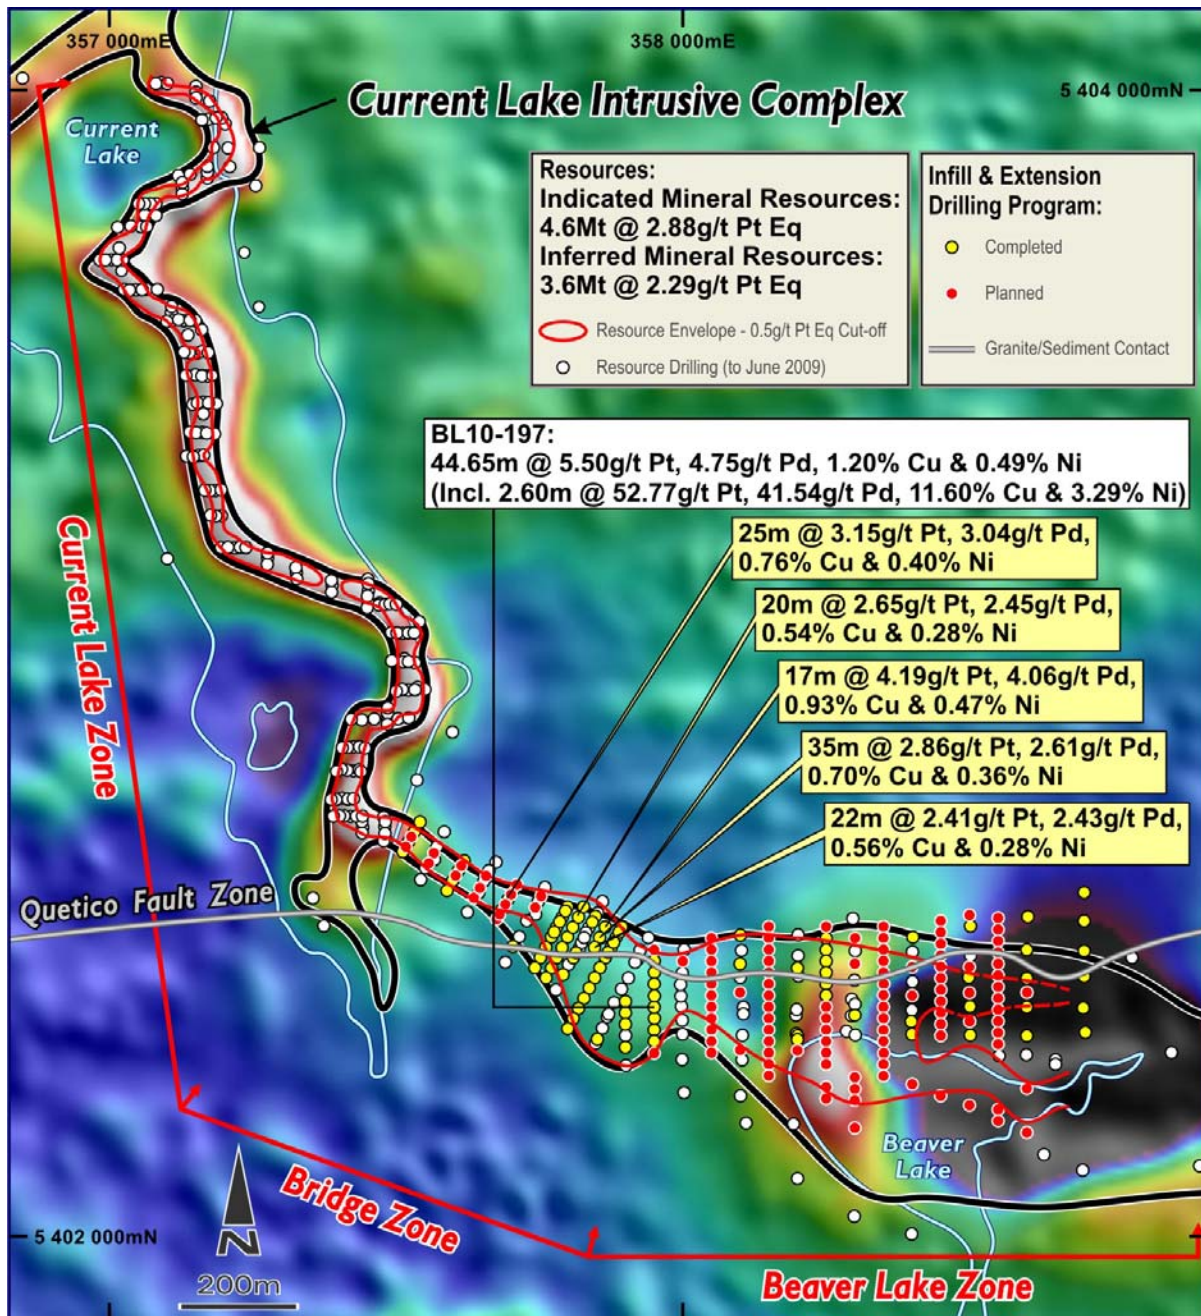 357 000mE
358 000mE
5 404 000mN
Current Lake Intrusive Complex
Current
Lake
Resources:
Indicated Mineral Resources:
4.6Mt @ 2.88g/t Pt Eq
Inferred Mineral Resources:
3.6Mt @ 2.29g/t Pt Eq
Resource Envelope - 0.5g/t Pt Eq Cut-off
Resource Drilling (to June 2009)
Infill & Extension
Drilling Program:
Completed
Planned
Granite/Sediment Contact
BL10-197:
44.65m @ 5.50g/t Pt, 4.75g/t Pd, 1.20% Cu & 0.49% Ni
(Incl. 2.60m @ 52.77g/t Pt, 41.54g/t Pd, 11.60% Cu & 3.29% Ni)
25m @ 3.15g/t Pt, 3.04g/t Pd,
0.76% Cu & 0.40% Ni
20m @ 2.65g/t Pt, 2.45g/t Pd,
0.54% Cu & 0.28% Ni
17m @ 4.19g/t Pt, 4.06g/t Pd,
0.93% Cu & 0.47% Ni
35m @ 2.86g/t Pt, 2.61g/t Pd,
0.70% Cu & 0.36% Ni
22m @ 2.41g/t Pt, 2.43g/t Pd,
0.56% Cu & 0.28% Ni
Current Lake Zone
Quetico Fault Zone
Beaver
Lake
Bridge Zone
Beaver Lake Zone
5 402 000mN
N
200m